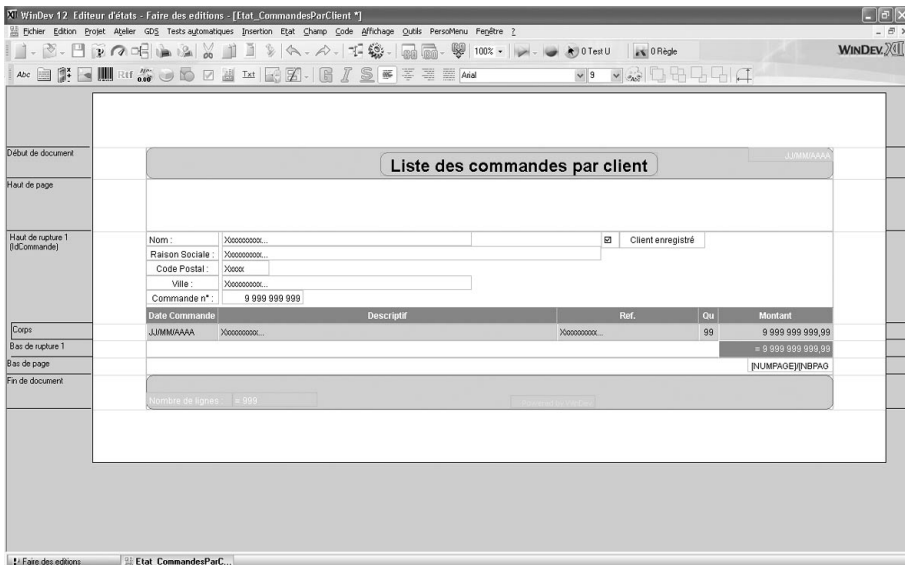 WinDev 12 Editeur d'états - Faire des editions - [Etat_CommandesParClient *]
Fichier Edition Projet Atelier GDS Tests automatiques Insertion Etat Champ Code Affichage Outils PersoMenu Fenêtre ?
100% 0 Test U 0 Règle WINDEV XII
Abc Rtf Txt G I S Arial 9
Début de document
Liste des commandes par client
JJ/MM/AAAA
Haut de page
Haut de rupture 1
(IdCommande)
Nom : Xxxxxxxxxx... Client enregistré
Raison Sociale : Xxxxxxxxxx...
Code Postal : Xxxxx
Ville : Xxxxxxxxxx...
Commande n° : 9 999 999 999
Date Commande Descriptif Ref. Qu Montant
Corps
JJ/MM/AAAA Xxxxxxxxxx... Xxxxxxxxxx... 99 9 999 999 999,99
Bas de rupture 1
= 9 999 999 999,99
Bas de page
[NUMPAGE]/[NBPAG
Fin de document
Nombre de lignes : = 999
Faire des editions Etat_CommandesParC...